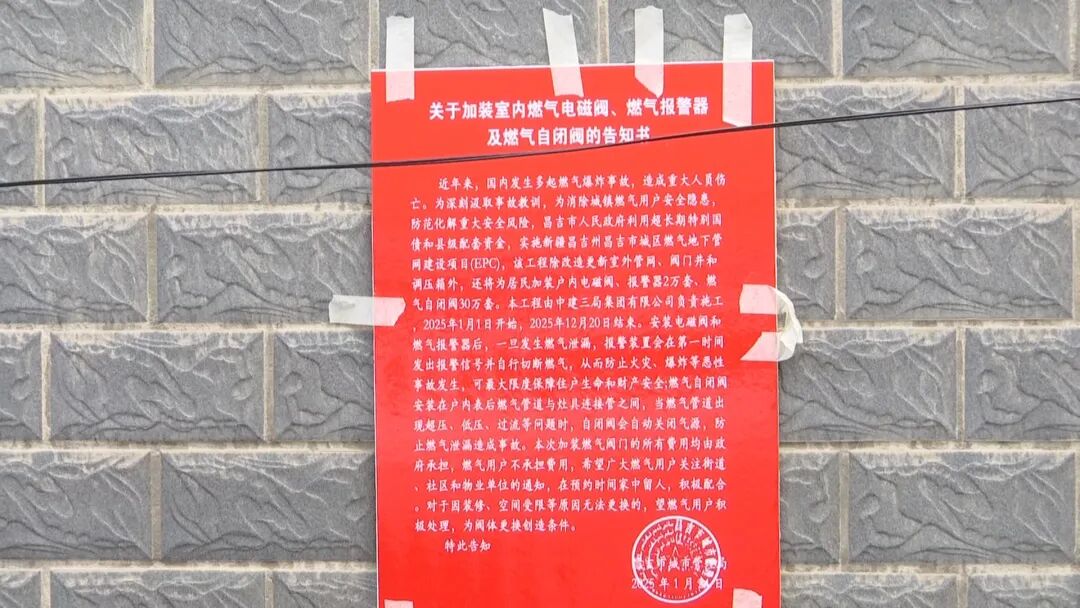 关于加装室内燃气电磁阀、燃气报警器
及燃气自闭阀的告知书
近年来，国内发生多起燃气爆炸事故，造成重大人员伤
亡。为深刻汲取事故教训，为消除城镇燃气用户安全隐患，
防范化解重大安全风险，昌吉市人民政府利用超长期特别国
债和县级配套资金，实施新疆昌吉州昌吉市城区燃气地下管
网建设项目(EPC)，该工程除改造更新室外管网、阀门井和
调压箱外，还将为居民加装户内电磁阀、报警器2万套、燃
气自闭阀30万套。本工程由中建三局集团有限公司负责施工
，2025年1月1日开始，2025年12月20日结束。安装电磁阀和
燃气报警器后，一旦发生燃气泄漏，报警装置会在第一时间
发出报警信号并自行切断燃气，从而防止火灾、爆炸等恶性
事故发生，可最大限度保障住户生命和财产安全;燃气自闭阀
安装在户内表后燃气管道与灶具连接管之间，当燃气管道出
现超压、低压、过流等问题时，自闭阀会自动关闭气源，防
止燃气泄漏造成事故。本次加装燃气阀门的所有费用均由政
府承担，燃气用户不承担费用，希望广大燃气用户关注街道
、社区和物业单位的通知，在预约时间家中留人，积极配合
。对于因装修、空间受限等原因无法更换的，望燃气用户积
极处理，为阀体更换创造条件。
特此告知
昌吉市城市管理局
2025年1月 日